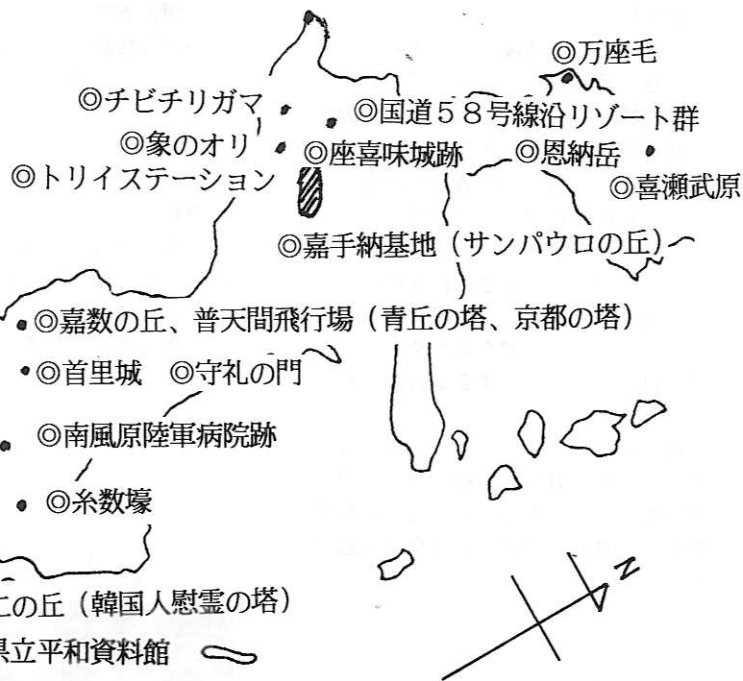 ◎万座毛
◎チビチリガマ
◎国道58号線沿リゾート群
◎象のオリ
◎座喜味城跡
◎恩納岳
◎トリイステーション
◎喜瀬武原
◎嘉手納基地（サンパウロの丘）
◎嘉数の丘、普天間飛行場（青丘の塔、京都の塔）
◎首里城 ◎守礼の門
◎南風原陸軍病院跡
◎糸数壕
の丘（韓国人慰霊の塔）
立平和資料館
N